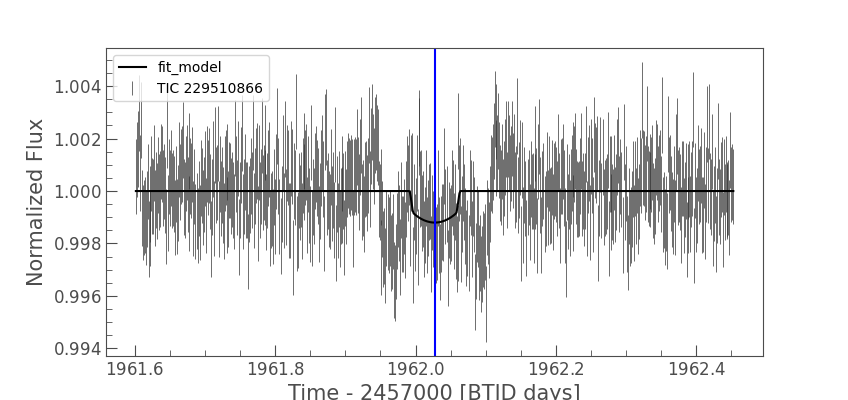 fit_model
TIC 229510866
Normalized Flux
1.004
1.002
1.000
0.998
0.996
0.994
1961.6 1961.8 1962.0 1962.2 1962.4
Time - 2457000 [BTJD days]